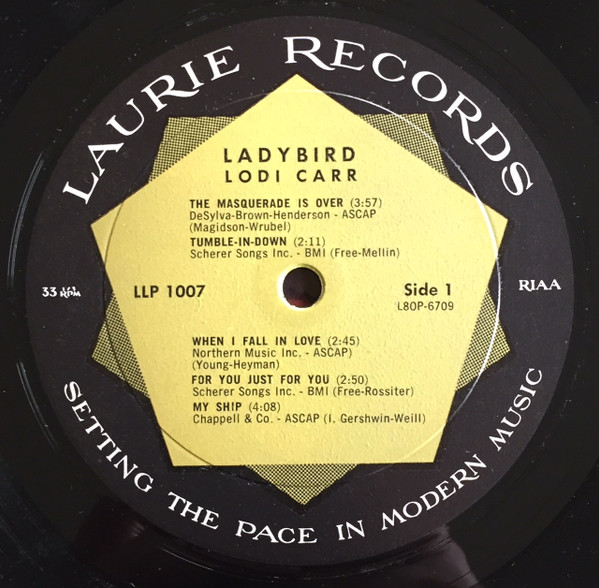 LAURIE RECORDS
LADYBIRD
LODI CARR
THE MASQUERADE IS OVER (3:57)
DeSylva-Brown-Henderson - ASCAP
(Magidson-Wrubel)
TUMBLE-IN-DOWN (2:11)
Scherer Songs Inc. - BMI (Free-Mellin)
33 1/3 RPM
LLP 1007
Side 1
L8OP-6709
RIAA
WHEN I FALL IN LOVE (2:45)
Northern Music Inc. - ASCAP)
(Young-Heyman)
FOR YOU JUST FOR YOU (2:50)
Scherer Songs Inc. - BMI (Free-Rossiter)
MY SHIP (4:08)
Chappell & Co. - ASCAP (I. Gershwin-Weill)
SETTING THE PACE IN MODERN MUSIC